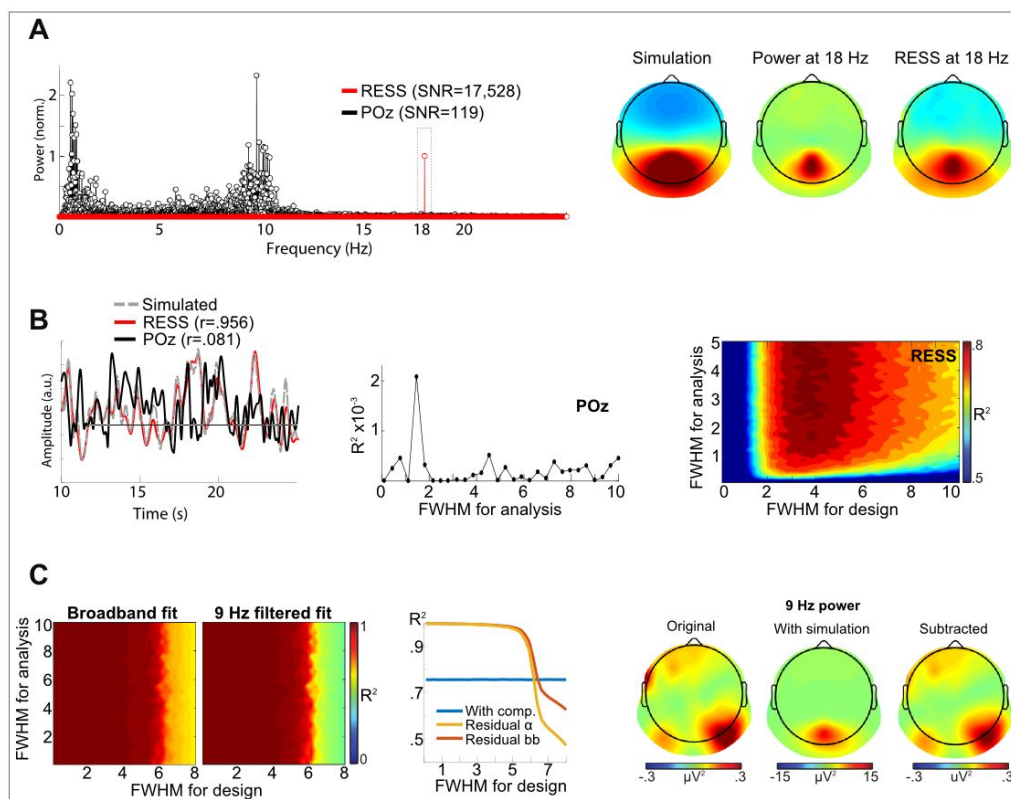 A
Power (norm.)
2
1
0
5
10
15
18
20
Frequency (Hz)
RESS (SNR=17,528)
POz (SNR=119)
Simulation
Power at 18 Hz
RESS at 18 Hz
B
Simulated
RESS (r=.956)
POz (r=.081)
Amplitude (a.u.)
10
15
20
Time (s)
R² x10⁻³
2
1
0
0
2
4
6
8
10
FWHM for analysis
POz
FWHM for analysis
5
4
3
2
1
0
2
4
6
8
10
FWHM for design
RESS
.8
R²
.5
C
Broadband fit
9 Hz filtered fit
FWHM for analysis
10
8
6
4
2
2
4
6
8
2
4
6
8
FWHM for design
1
R²
0
R²
.9
.7
.5
With comp.
Residual α
Residual bb
1
3
5
7
FWHM for design
9 Hz power
Original
With simulation
Subtracted
-.3
µV²
.3
-15
µV²
15
-.3
uV²
.3